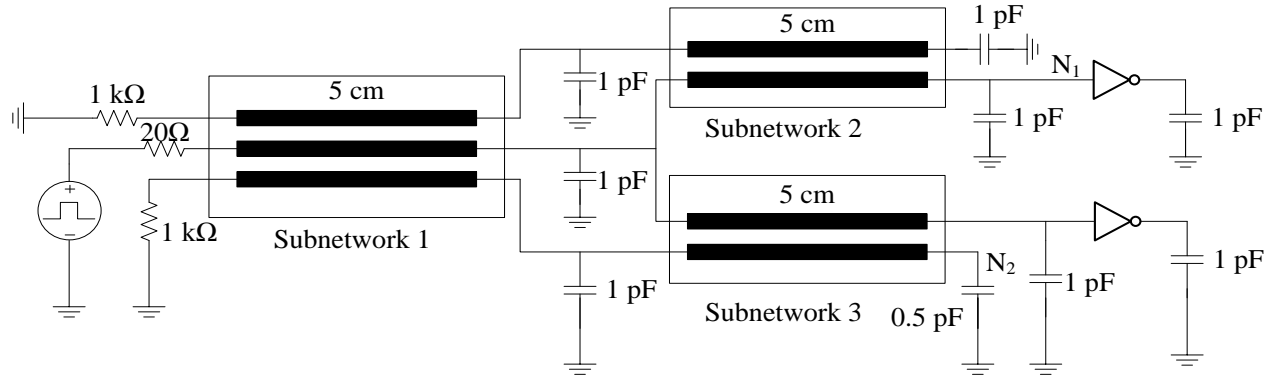 1 kΩ
20Ω
+
−
1 kΩ
5 cm
Subnetwork 1
1 pF
1 pF
1 pF
5 cm
Subnetwork 2
1 pF
N1
1 pF
1 pF
5 cm
Subnetwork 3
N2
0.5 pF
1 pF
1 pF